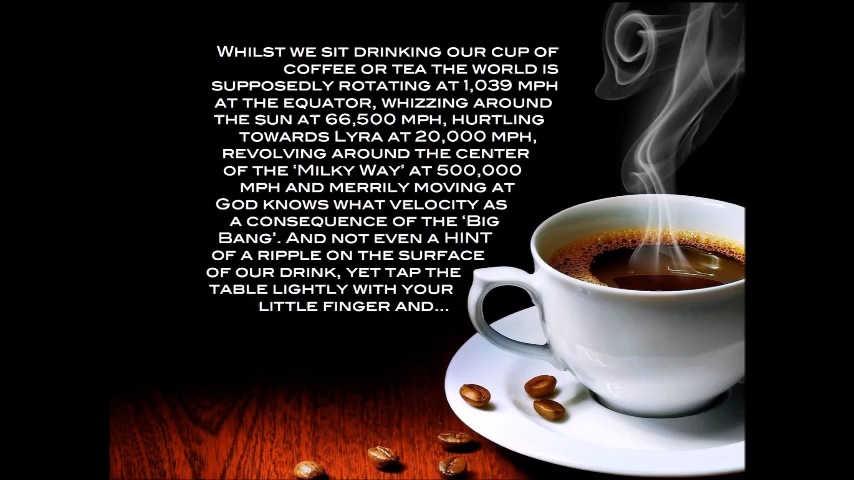 Whilst we sit drinking our cup of
coffee or tea the world is
supposedly rotating at 1,039 mph
at the equator, whizzing around
the sun at 66,500 mph, hurtling
towards Lyra at 20,000 mph,
revolving around the center
of the ‘Milky Way’ at 500,000
mph and merrily moving at
God knows what velocity as
a consequence of the ‘Big
Bang’. And not even a HINT
of a ripple on the surface
of our drink, yet tap the
table lightly with your
little finger and...